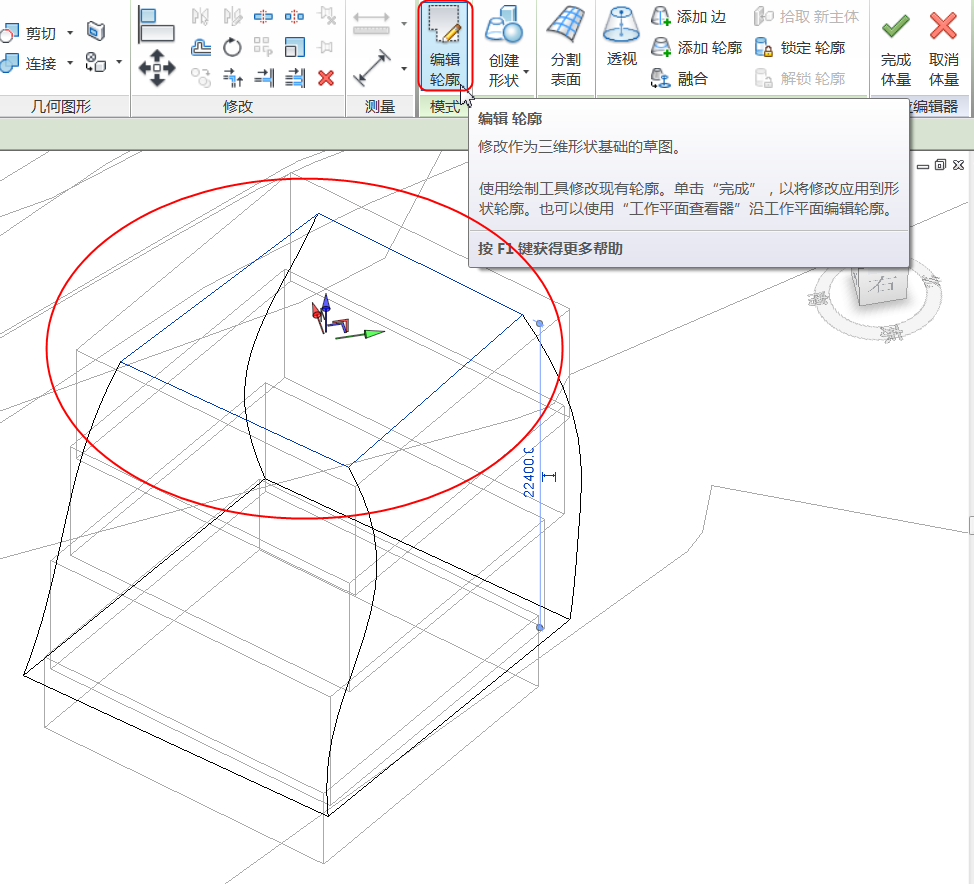 剪切
连接
几何图形
修改
测量
编辑
轮廓
模式
创建
形状
分割
表面
透视
添加 边
添加 轮廓
融合
拾取 新主体
锁定 轮廓
解锁 轮廓
完成
体量
取消
体量
编辑器
编辑 轮廓
修改作为三维形状基础的草图。
使用绘制工具修改现有轮廓。单击“完成”，以将修改应用到形
状轮廓。也可以使用“工作平面查看器”沿工作平面编辑轮廓。
按 F1 键获得更多帮助
右
22400.0